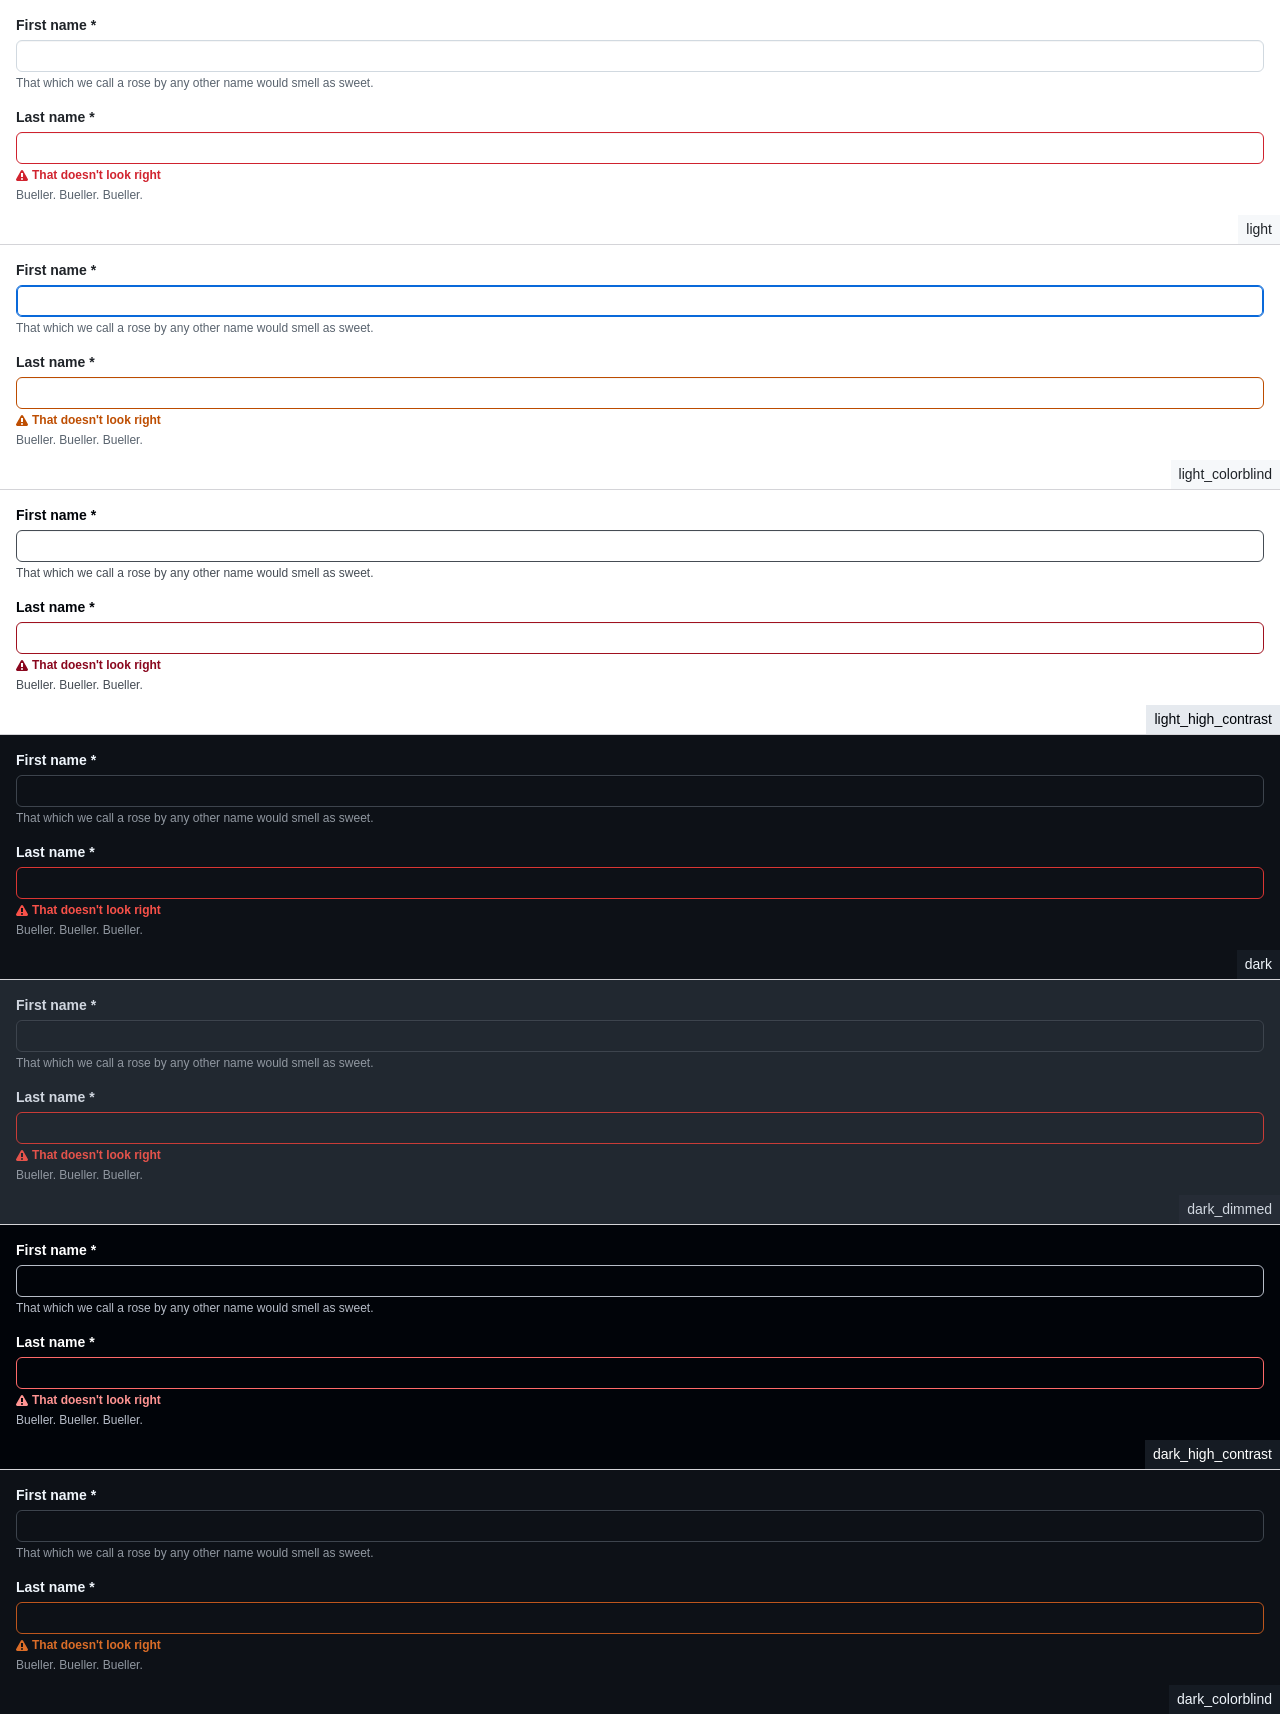 First name *
That which we call a rose by any other name would smell as sweet.
Last name *
That doesn't look right
Bueller. Bueller. Bueller.
light
First name *
That which we call a rose by any other name would smell as sweet.
Last name *
That doesn't look right
Bueller. Bueller. Bueller.
light_colorblind
First name *
That which we call a rose by any other name would smell as sweet.
Last name *
That doesn't look right
Bueller. Bueller. Bueller.
light_high_contrast
First name *
That which we call a rose by any other name would smell as sweet.
Last name *
That doesn't look right
Bueller. Bueller. Bueller.
dark
First name *
That which we call a rose by any other name would smell as sweet.
Last name *
That doesn't look right
Bueller. Bueller. Bueller.
dark_dimmed
First name *
That which we call a rose by any other name would smell as sweet.
Last name *
That doesn't look right
Bueller. Bueller. Bueller.
dark_high_contrast
First name *
That which we call a rose by any other name would smell as sweet.
Last name *
That doesn't look right
Bueller. Bueller. Bueller.
dark_colorblind